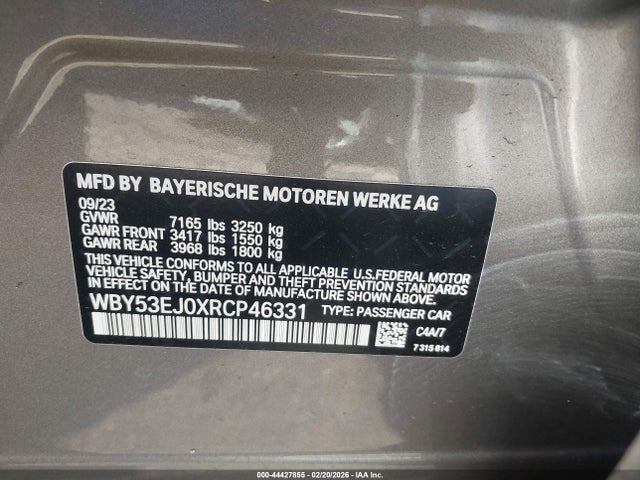 MFD BY BAYERISCHE MOTOREN WERKE AG
09/23
GVWR 7165 lbs 3250 kg
GAWR FRONT 3417 lbs 1550 kg
GAWR REAR 3968 lbs 1800 kg
THIS VEHICLE CONFORMS TO ALL APPLICABLE U.S.FEDERAL MOTOR
VEHICLE SAFETY, BUMPER AND THEFT PREVENTION STANDARDS IN
EFFECT ON THE DATE OF MANUFACTURE SHOWN ABOVE.
WBY53EJ0XRCP46331 TYPE: PASSENGER CAR
C4A/7
7 315 814
000-44427855 - 02/20/2026 - IAA Inc.